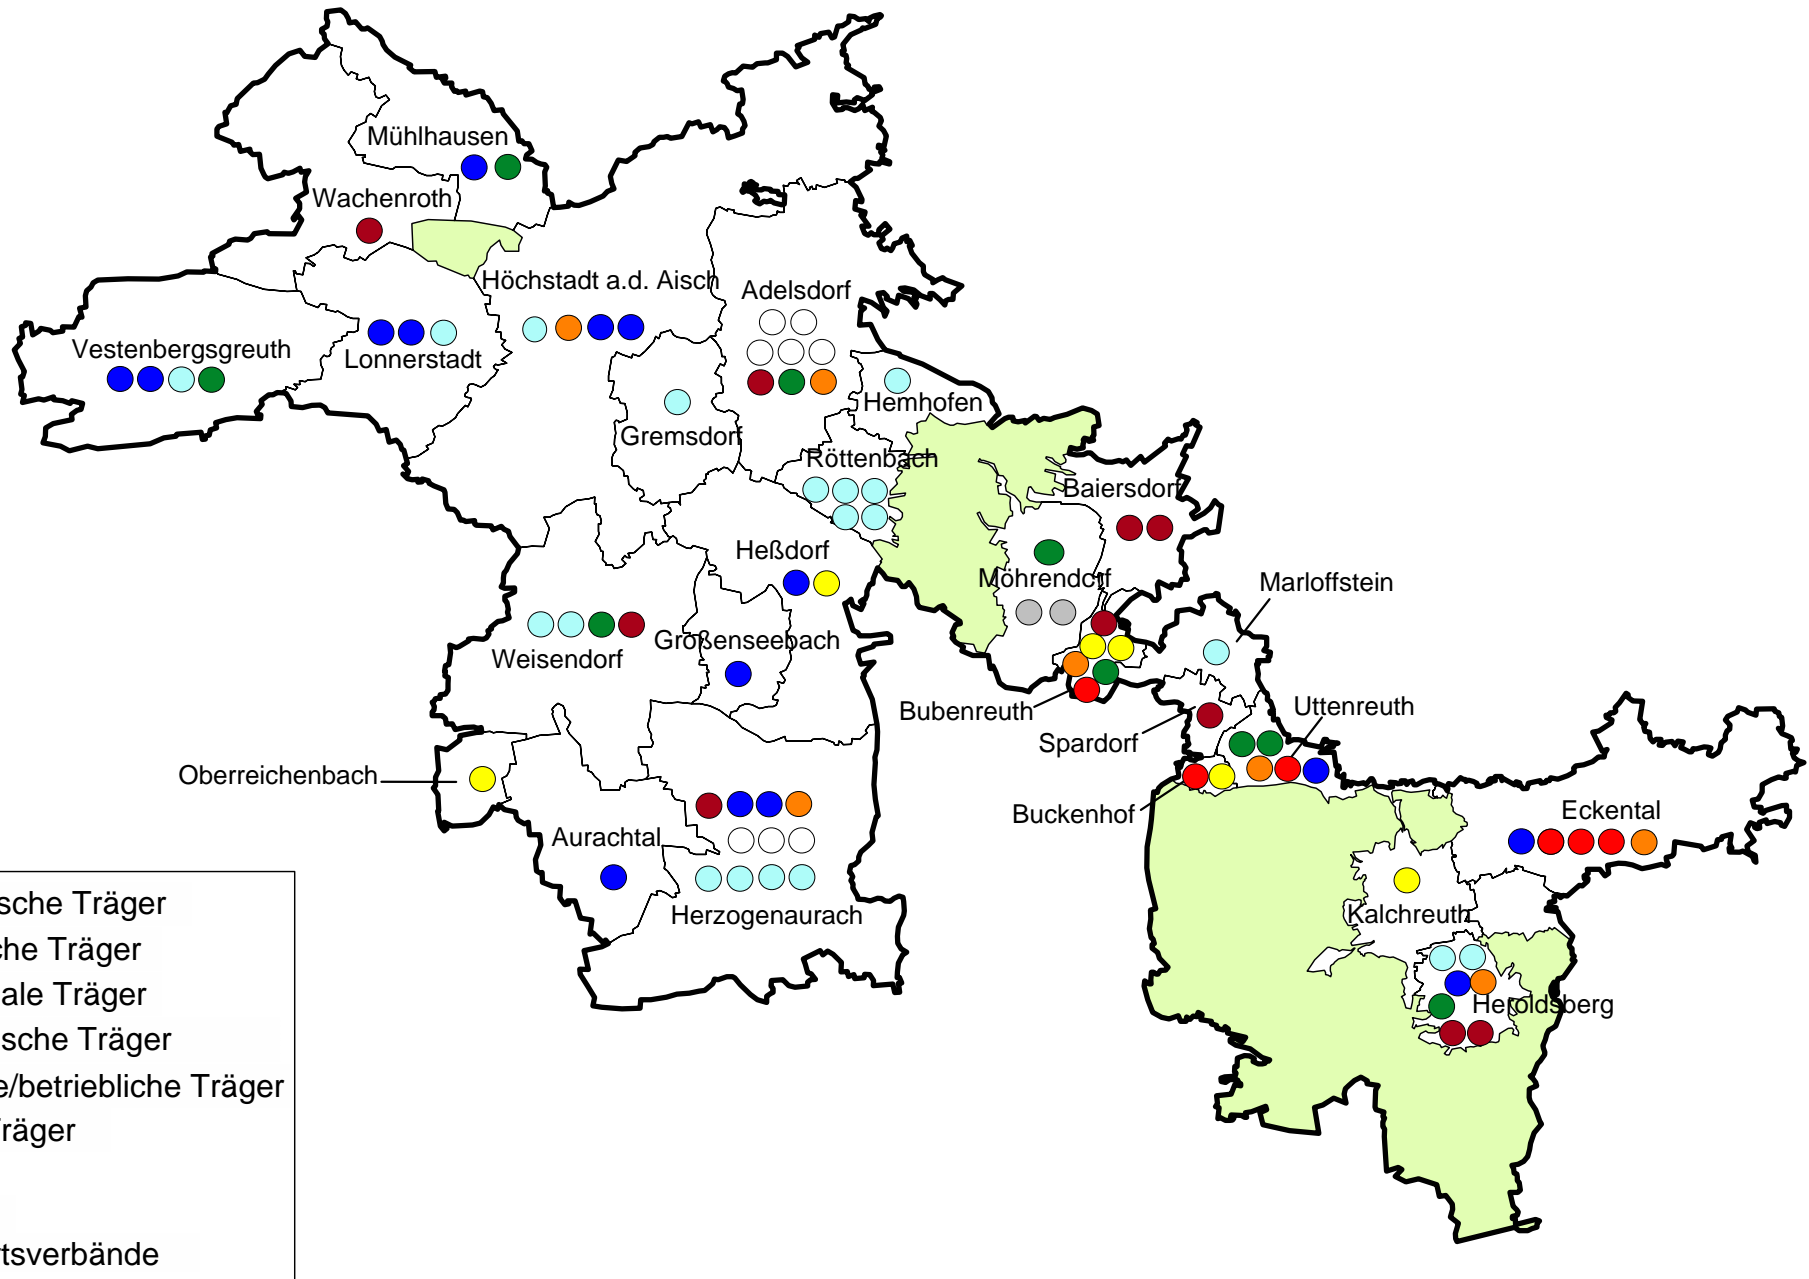 Mühlhausen
Wachenroth
Höchstadt a.d. Aisch
Adelsdorf
Vestenbergsgreuth
Lonnerstadt
Hemhofen
Gremsdorf
Röttenbach
Baiersdorf
Heßdorf
Möhrendorf
Marloffstein
Großenseebach
Weisendorf
Bubenreuth
Uttenreuth
Spardorf
Oberreichenbach
Buckenhof
Eckental
Aurachtal
Herzogenaurach
Kalchreuth
Heroldsberg
sche Träger
che Träger
ale Träger
sche Träger
e/betriebliche Träger
Träger
tsverbände